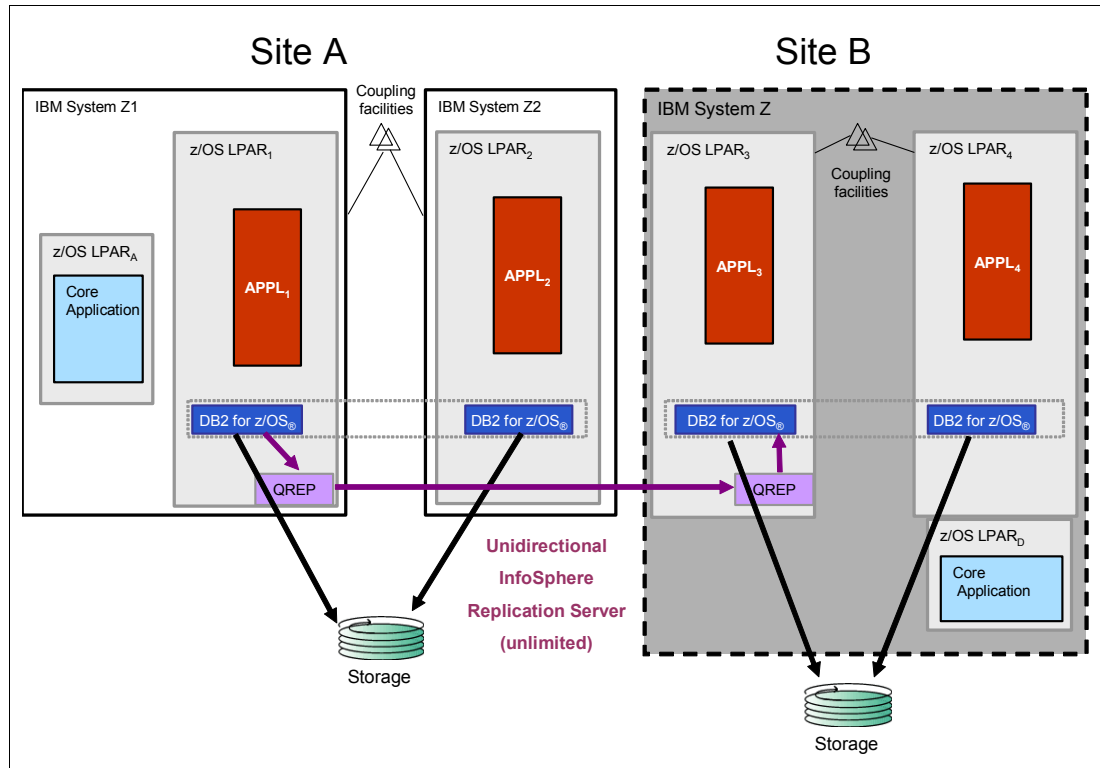 Site A
Site B
IBM System Z1
Coupling
facilities
IBM System Z2
IBM System Z
z/OS LPAR₁
z/OS LPAR₂
z/OS LPAR₃
z/OS LPAR₄
Coupling
facilities
z/OS LPAR_A
Core
Application
APPL₁
APPL₂
APPL₃
APPL₄
DB2 for z/OS®
DB2 for z/OS®
DB2 for z/OS®
DB2 for z/OS®
QREP
QREP
Unidirectional
InfoSphere
Replication Server
(unlimited)
z/OS LPAR_D
Core
Application
Storage
Storage